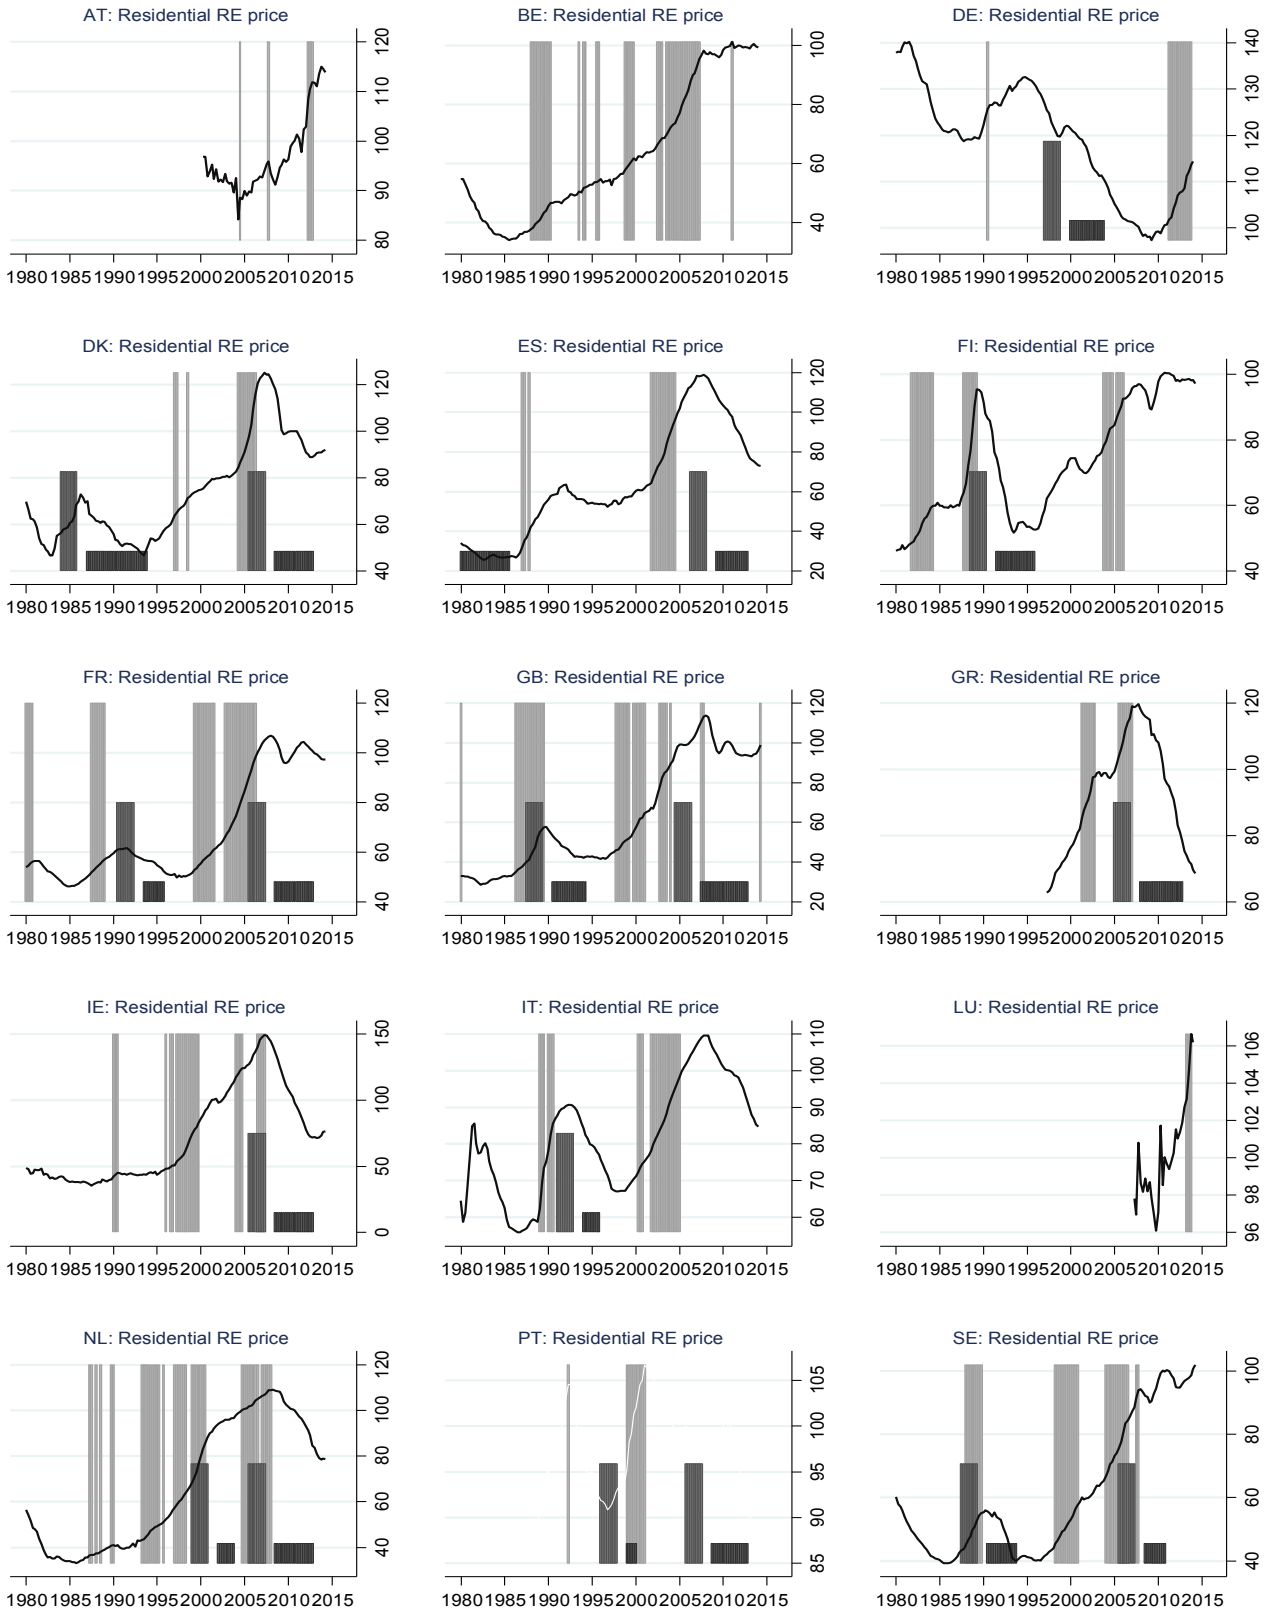 AT: Residential RE price
80 90 100 110 120
1980 1985 1990 1995 2000 2005 2010 2015
BE: Residential RE price
40 60 80 100
1980 1985 1990 1995 2000 2005 2010 2015
DE: Residential RE price
100 110 120 130 140
1980 1985 1990 1995 2000 2005 2010 2015
DK: Residential RE price
40 60 80 100 120
1980 1985 1990 1995 2000 2005 2010 2015
ES: Residential RE price
20 40 60 80 100 120
1980 1985 1990 1995 2000 2005 2010 2015
FI: Residential RE price
40 60 80 100
1980 1985 1990 1995 2000 2005 2010 2015
FR: Residential RE price
40 60 80 100 120
1980 1985 1990 1995 2000 2005 2010 2015
GB: Residential RE price
20 40 60 80 100 120
1980 1985 1990 1995 2000 2005 2010 2015
GR: Residential RE price
60 80 100 120
1980 1985 1990 1995 2000 2005 2010 2015
IE: Residential RE price
0 50 100 150
1980 1985 1990 1995 2000 2005 2010 2015
IT: Residential RE price
60 70 80 90 100 110
1980 1985 1990 1995 2000 2005 2010 2015
LU: Residential RE price
96 98 100 102 104 106
1980 1985 1990 1995 2000 2005 2010 2015
NL: Residential RE price
40 60 80 100 120
1980 1985 1990 1995 2000 2005 2010 2015
PT: Residential RE price
85 90 95 100 105
1980 1985 1990 1995 2000 2005 2010 2015
SE: Residential RE price
40 60 80 100
1980 1985 1990 1995 2000 2005 2010 2015